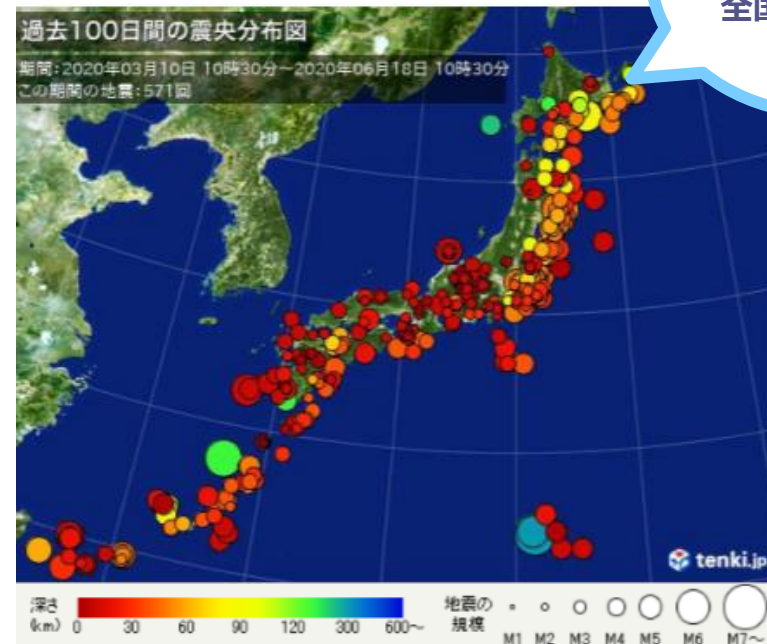 全国
過去100日間の震央分布図
期間:2020年03月10日 10時30分~2020年06月18日 10時30分
この期間の地震:571回
tenki.jp
深さ
(km) 0 30 60 90 120 300 600~
地震の
規模
M1 M2 M3 M4 M5 M6 M7~